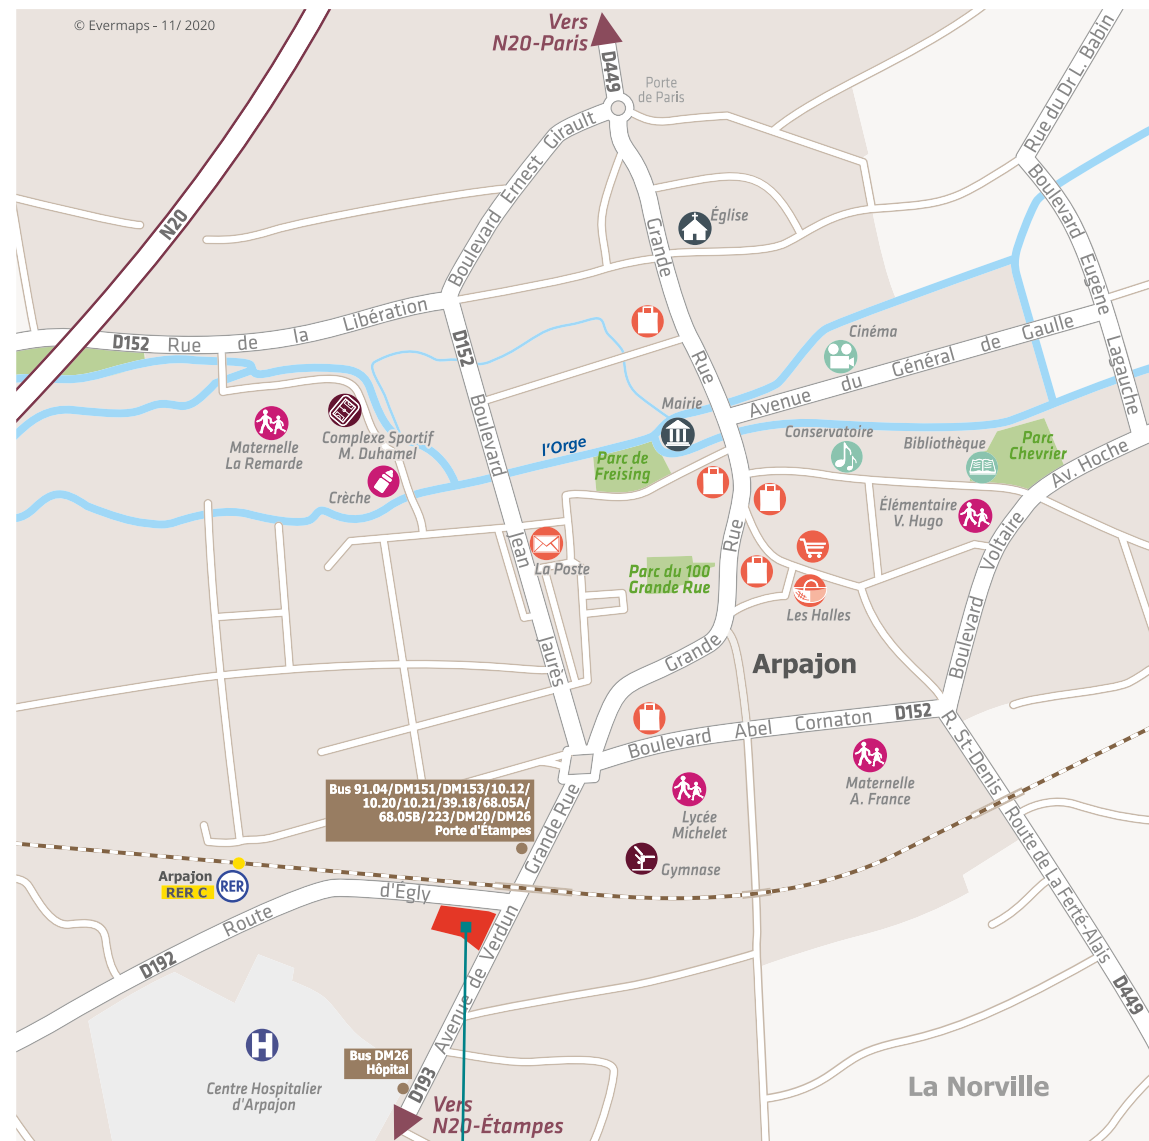 © Evermaps - 11/ 2020
Vers
N20-Paris
D449
Porte
de Paris
Rue du Dr L. Babin
Boulevard Ernest Girault
N20
Église
Grande
Boulevard Eugène Lagauche
D152 Rue de la Libération
D152
Cinéma
Rue
Avenue du Général de Gaulle
Mairie
Boulevard
Maternelle
La Remarde
Complexe Sportif
M. Duhamel
l'Orge
Conservatoire
Bibliothèque
Parc
Chevrier
Av. Hoche
Parc de
Freising
Crèche
Élémentaire
V. Hugo
Rue
Jean
La Poste
Parc du 100
Grande Rue
Les Halles
Boulevard Voltaire
Jaurès
Grande
Arpajon
Boulevard Abel Cornaton D152
R. St-Denis
Maternelle
A. France
Bus 91.04/DM151/DM153/10.12/
10.20/10.21/39.18/68.05A/
68.05B/223/DM20/DM26
Porte d'Étampes
Grande Rue
Lycée
Michelet
Route de La Ferté-Alais
Gymnase
Arpajon
RER C
RER
D192 Route d'Égly
Avenue de Verdun
D449
H
Centre Hospitalier
d'Arpajon
Bus DM26
Hôpital
D193
Vers
N20-Étampes
La Norville